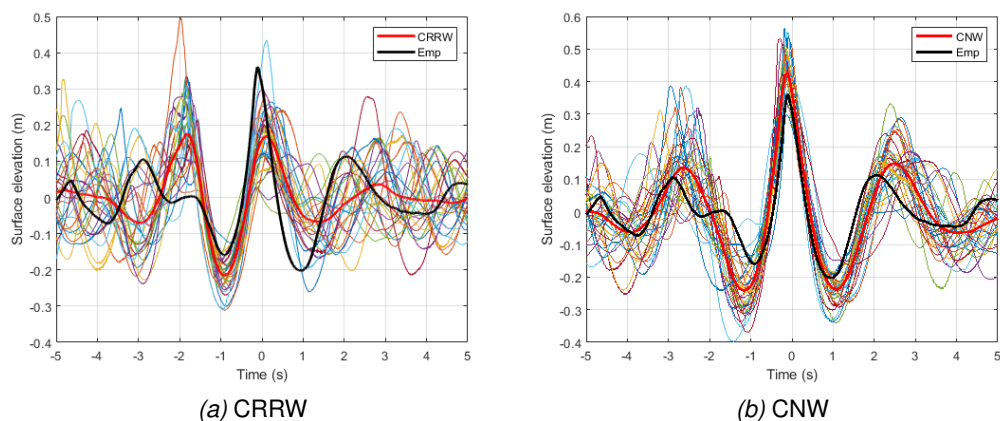 0.5
0.4
0.3
0.2
0.1
0
-0.1
-0.2
-0.3
-0.4
Surface elevation (m)
CRRW
Emp
-5 -4 -3 -2 -1 0 1 2 3 4 5
Time (s)
(a) CRRW
0.6
0.5
0.4
0.3
0.2
0.1
0
-0.1
-0.2
-0.3
-0.4
Surface elevation (m)
CNW
Emp
-5 -4 -3 -2 -1 0 1 2 3 4 5
Time (s)
(b) CNW